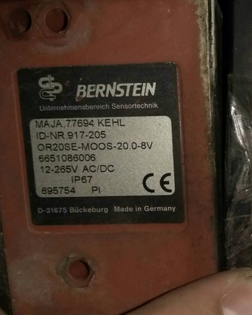 BERNSTEIN
Unternehmensbereich Sensortechnik
MAJA,77694 KEHL
ID-NR.917-205
OR20SE-MOOS-20.0-8V
6651086006
12-265V AC/DC
IP67
695754 PI
CE
D-31675 Bückeburg Made in Germany